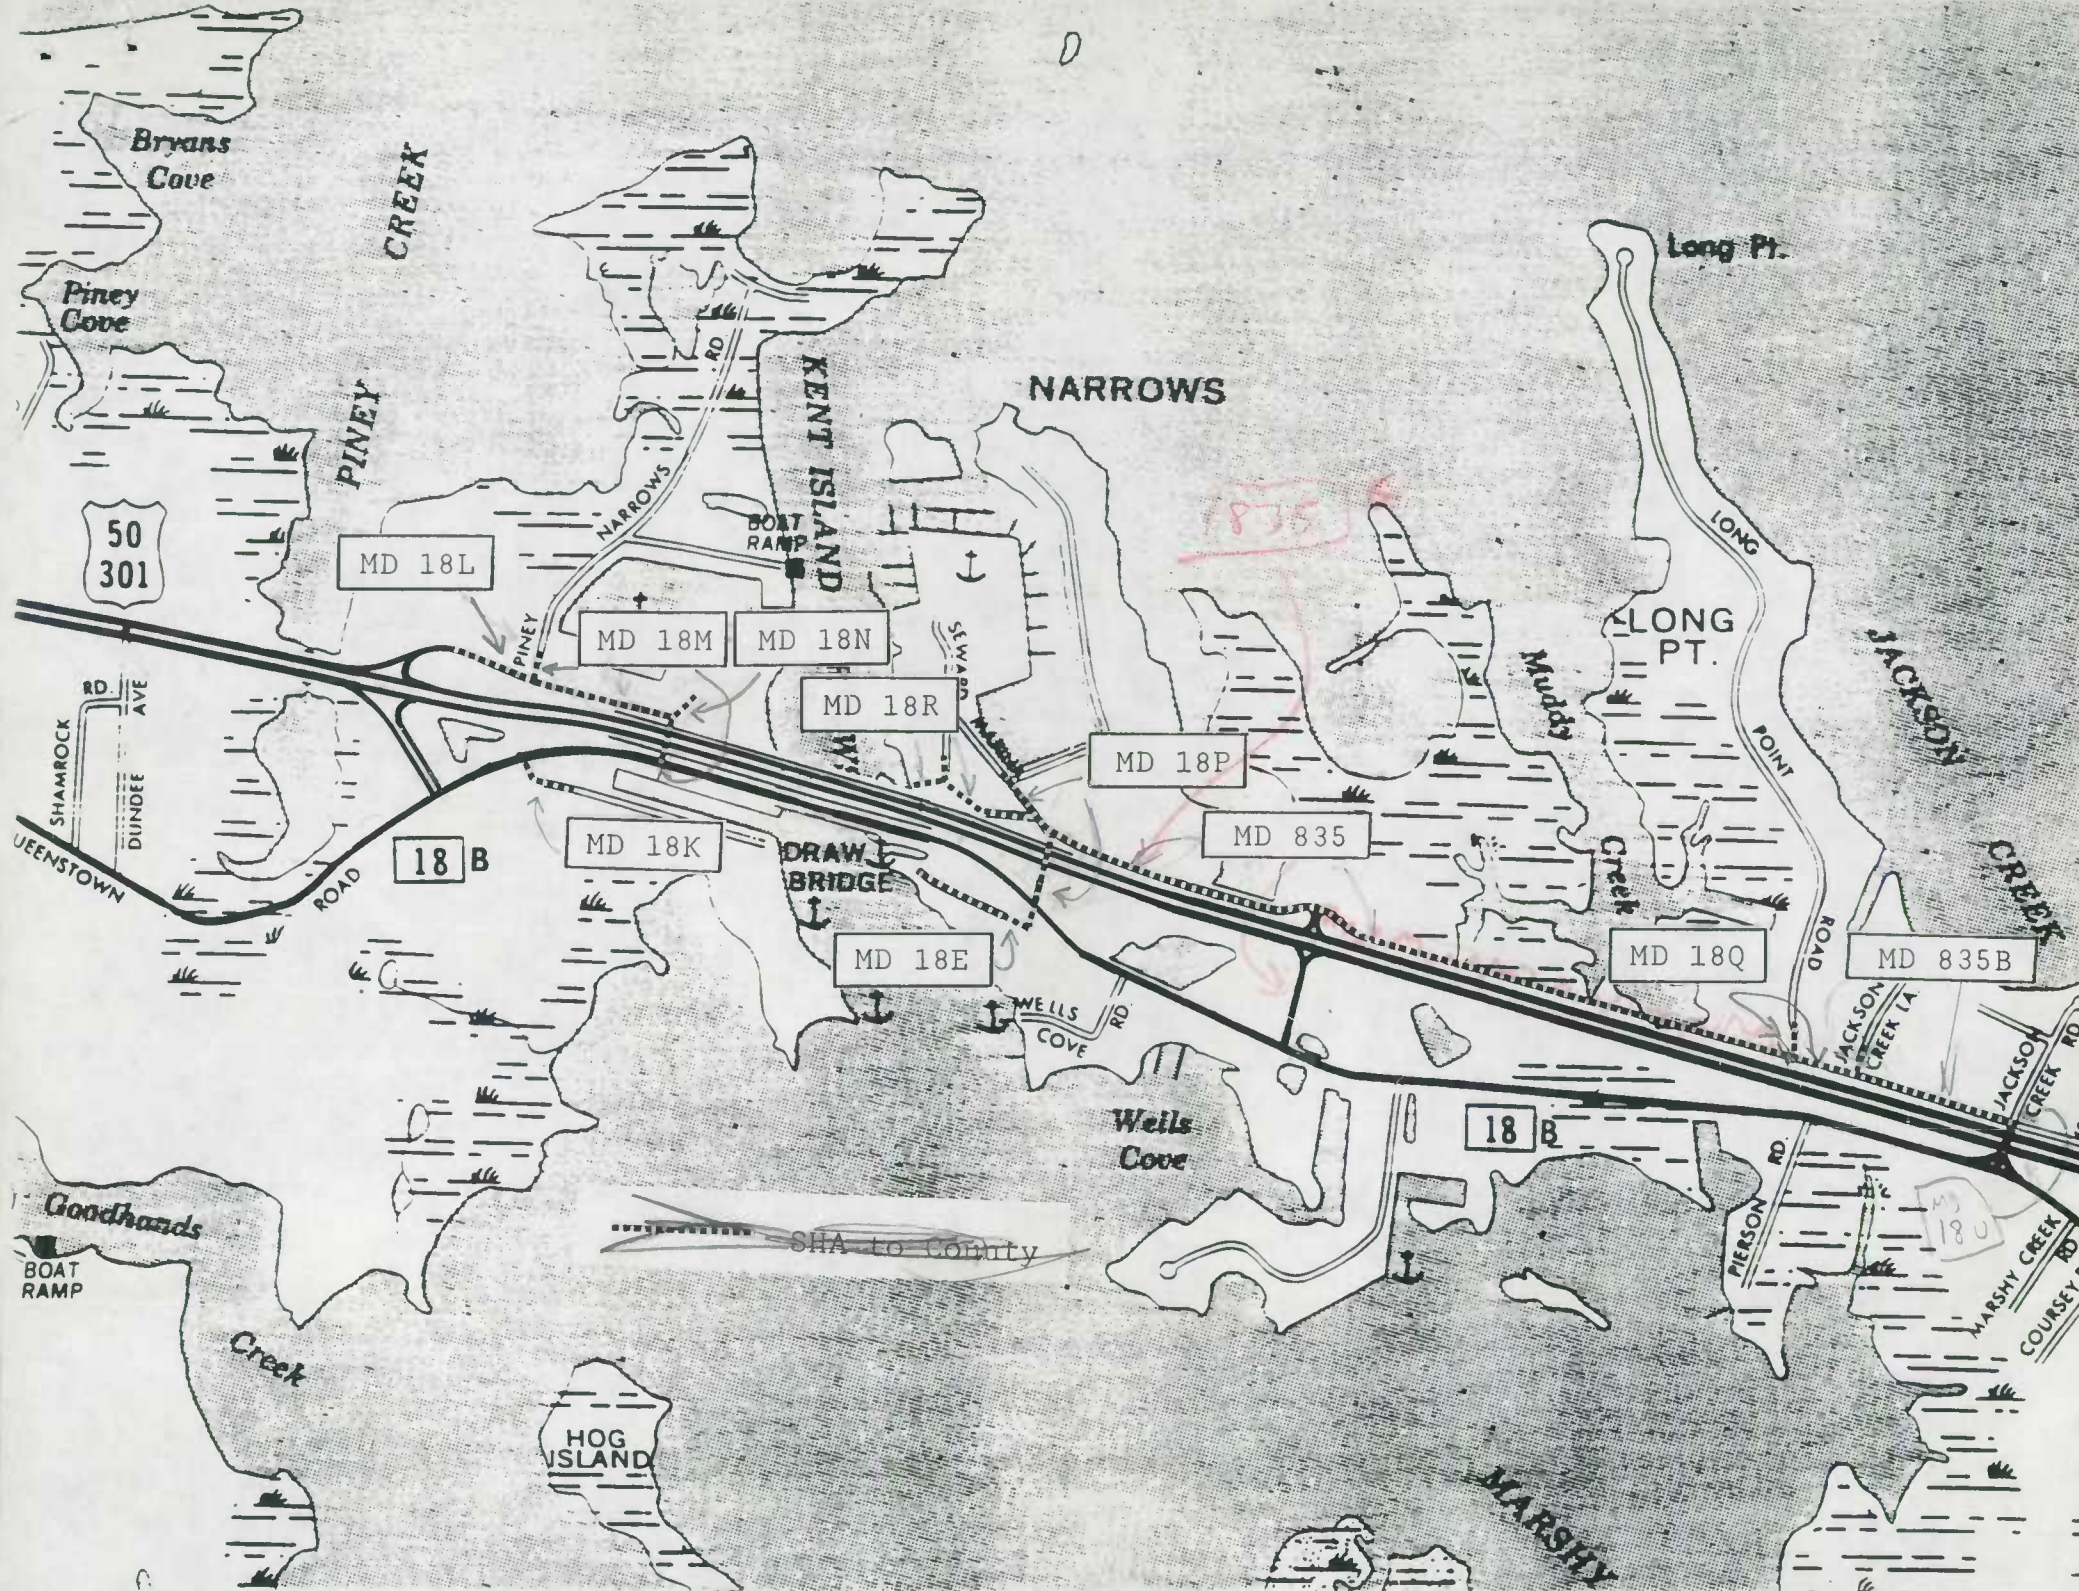 Bryans
Cove
CREEK
Piney
Cove
PINEY
RD
NARROWS
PINEY
KENT ISLAND
NARROWS
BOAT
RAMP
Long Pt.
LONG
POINT
ROAD
LONG
PT.
JACKSON
CREEK
Muddy
Creek
835
50
301
MD 18L
MD 18M
MD 18N
MD 18R
SEWARD
MD 18P
MD 835
MD 18K
DRAW
BRIDGE
MD 18E
MD 18Q
MD 835B
RD
AVE
SHAMROCK
DUNDEE
UEENSTOWN
ROAD
18 B
WELLS
COVE
RD
JACKSON
CREEK LA.
JACKSON
CREEK
RD
Wells
Cove
18 B
RD.
PIERSON
MD
18U
MARSHY CREEK
RD
COURSEY
Goodhands
Creek
BOAT
RAMP
SHA to County
HOG
ISLAND
MARSHY